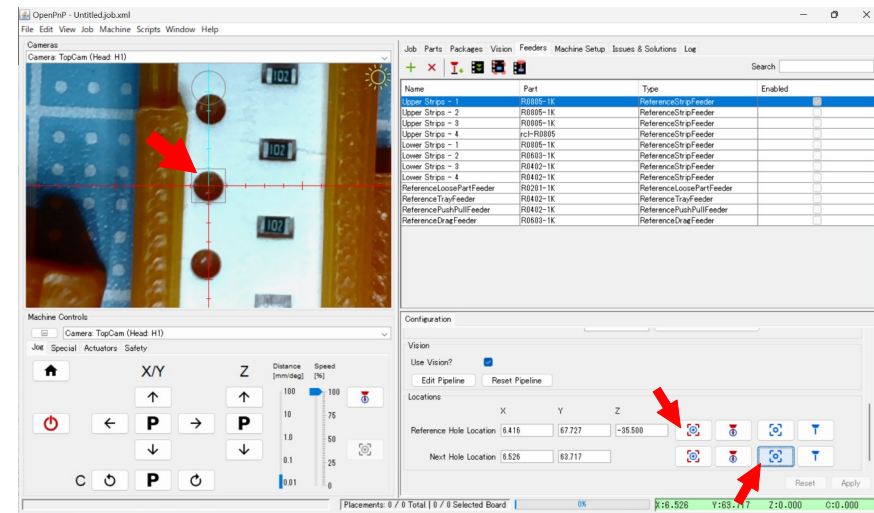 OpenPnP - Untitled.job.xml
File Edit View Job Machine Scripts Window Help
Cameras
Camera: TopCam (Head: H1)
102
102
102
Job Parts Packages Vision Feeders Machine Setup Issues & Solutions Log
Search
Name Part Type Enabled
Upper Strips - 1 R0805-1K ReferenceStripFeeder
Upper Strips - 2 R0805-1K ReferenceStripFeeder
Upper Strips - 3 R0805-1K ReferenceStripFeeder
Upper Strips - 4 rcl-R0805 ReferenceStripFeeder
Lower Strips - 1 R0805-1K ReferenceStripFeeder
Lower Strips - 2 R0603-1K ReferenceStripFeeder
Lower Strips - 3 R0402-1K ReferenceStripFeeder
Lower Strips - 4 R0402-1K ReferenceStripFeeder
ReferenceLoosePartFeeder R0201-1K ReferenceLoosePartFeeder
ReferenceTrayFeeder R0402-1K ReferenceTrayFeeder
ReferencePushPullFeeder R0402-1K ReferencePushPullFeeder
ReferenceDragFeeder R0603-1K ReferenceDragFeeder
Machine Controls
Camera: TopCam (Head: H1)
Jog Special Actuators Safety
X/Y Z
Distance [mm/deg]
Speed [%]
100 100
10 75
1.0 50
0.1 25
0.01 0
P P
C P
Configuration
Vision
Use Vision?
Edit Pipeline Reset Pipeline
Locations
X Y Z
Reference Hole Location 6.416 67.727 -35.500
Next Hole Location 6.526 63.717
Reset Apply
Placements: 0 / 0 Total | 0 / 0 Selected Board 0% X:6.526 Y:63.717 Z:0.000 C:0.000